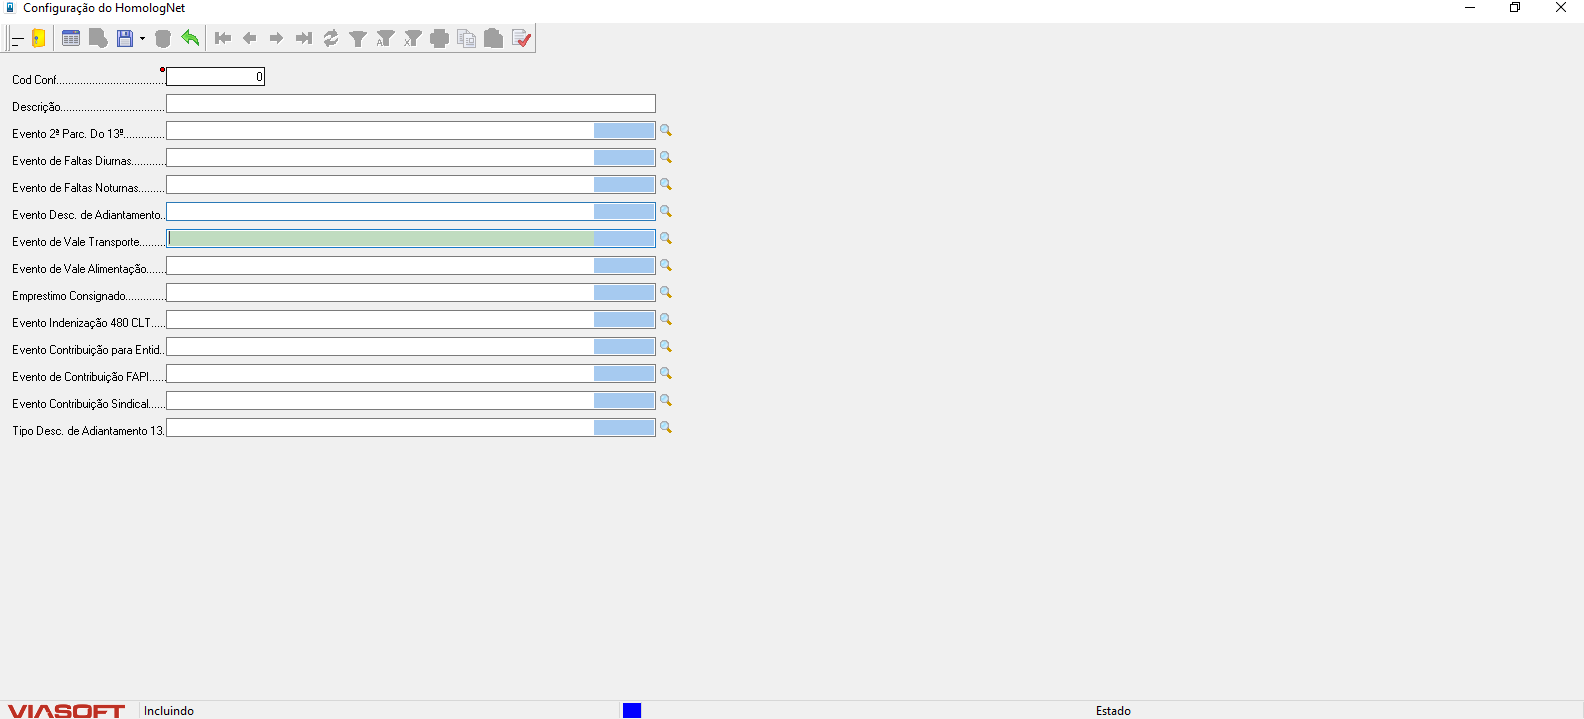 Configuração do HomologNet
Cod Conf.....................................
0
Descrição...................................
Evento 2ª Parc. Do 13º..............
Evento de Faltas Diurnas............
Evento de Faltas Noturnas.........
Evento Desc. de Adiantamento..
Evento de Vale Transporte.........
Evento de Vale Alimentação.......
Emprestimo Consignado..............
Evento Indenização 480 CLT.....
Evento Contribuição para Entid..
Evento de Contribuição FAPI......
Evento Contribuição Sindical......
Tipo Desc. de Adiantamento 13.
VIASOFT Incluindo Estado